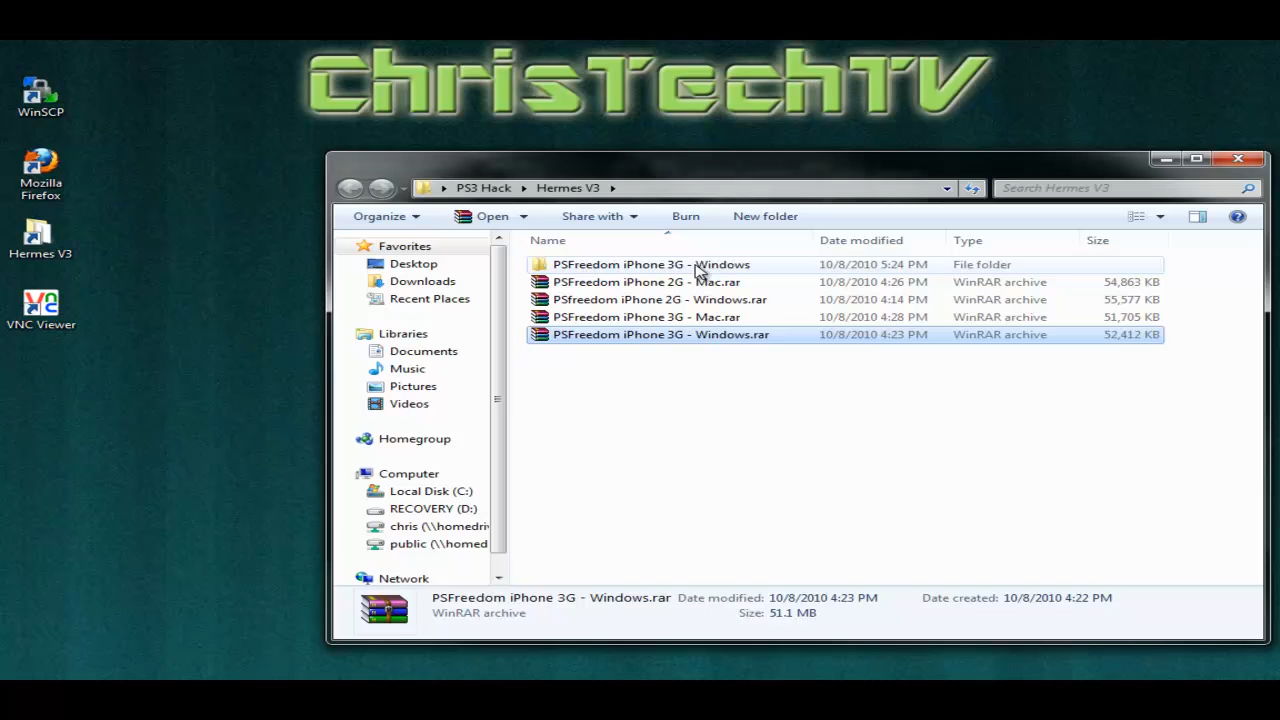 ChrisTechTV
WinSCP
Mozilla
Firefox
Hermes V3
VNC Viewer
PS3 Hack
Hermes V3
Search Hermes V3
Organize
Open
Share with
Burn
New folder
Favorites
Desktop
Downloads
Recent Places
Libraries
Documents
Music
Pictures
Videos
Homegroup
Computer
Local Disk (C:)
RECOVERY (D:)
chris (\\homedriv
public (\\homed
Network
Name Date modified Type Size
PSFreedom iPhone 3G - Windows 10/8/2010 5:24 PM File folder
PSFreedom iPhone 2G - Mac.rar 10/8/2010 4:26 PM WinRAR archive 54,863 KB
PSfreedom iPhone 2G - Windows.rar 10/8/2010 4:14 PM WinRAR archive 55,577 KB
PSFreedom iPhone 3G - Mac.rar 10/8/2010 4:28 PM WinRAR archive 51,705 KB
PSFreedom iPhone 3G - Windows.rar 10/8/2010 4:23 PM WinRAR archive 52,412 KB
PSFreedom iPhone 3G - Windows.rar Date modified: 10/8/2010 4:23 PM Date created: 10/8/2010 4:22 PM
WinRAR archive Size: 51.1 MB